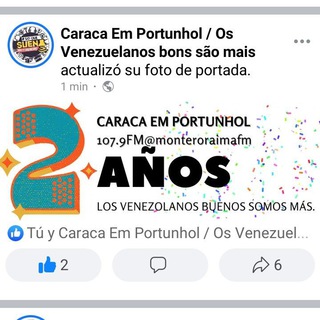 SUENA
Caraca Em Portunhol / Os
Venezuelanos bons são mais
actualizó su foto de portada.
1 min ·
CARACA EM PORTUNHOL
107.9FM@monteroraimafm
2
AÑOS
LOS VENEZOLANOS BUENOS SOMOS MÁS.
Tú y Caraca Em Portunhol / Os Venezuel...
2
6